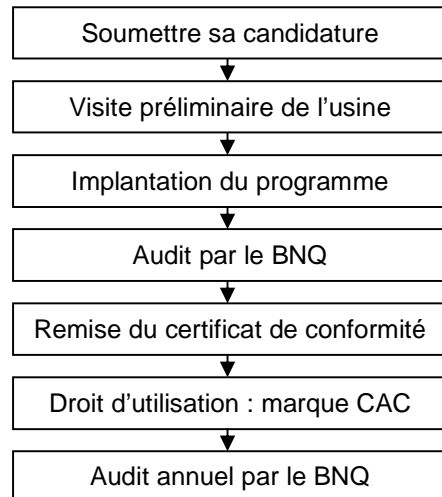 Soumettre sa candidature
Visite préliminaire de l’usine
Implantation du programme
Audit par le BNQ
Remise du certificat de conformité
Droit d’utilisation : marque CAC
Audit annuel par le BNQ